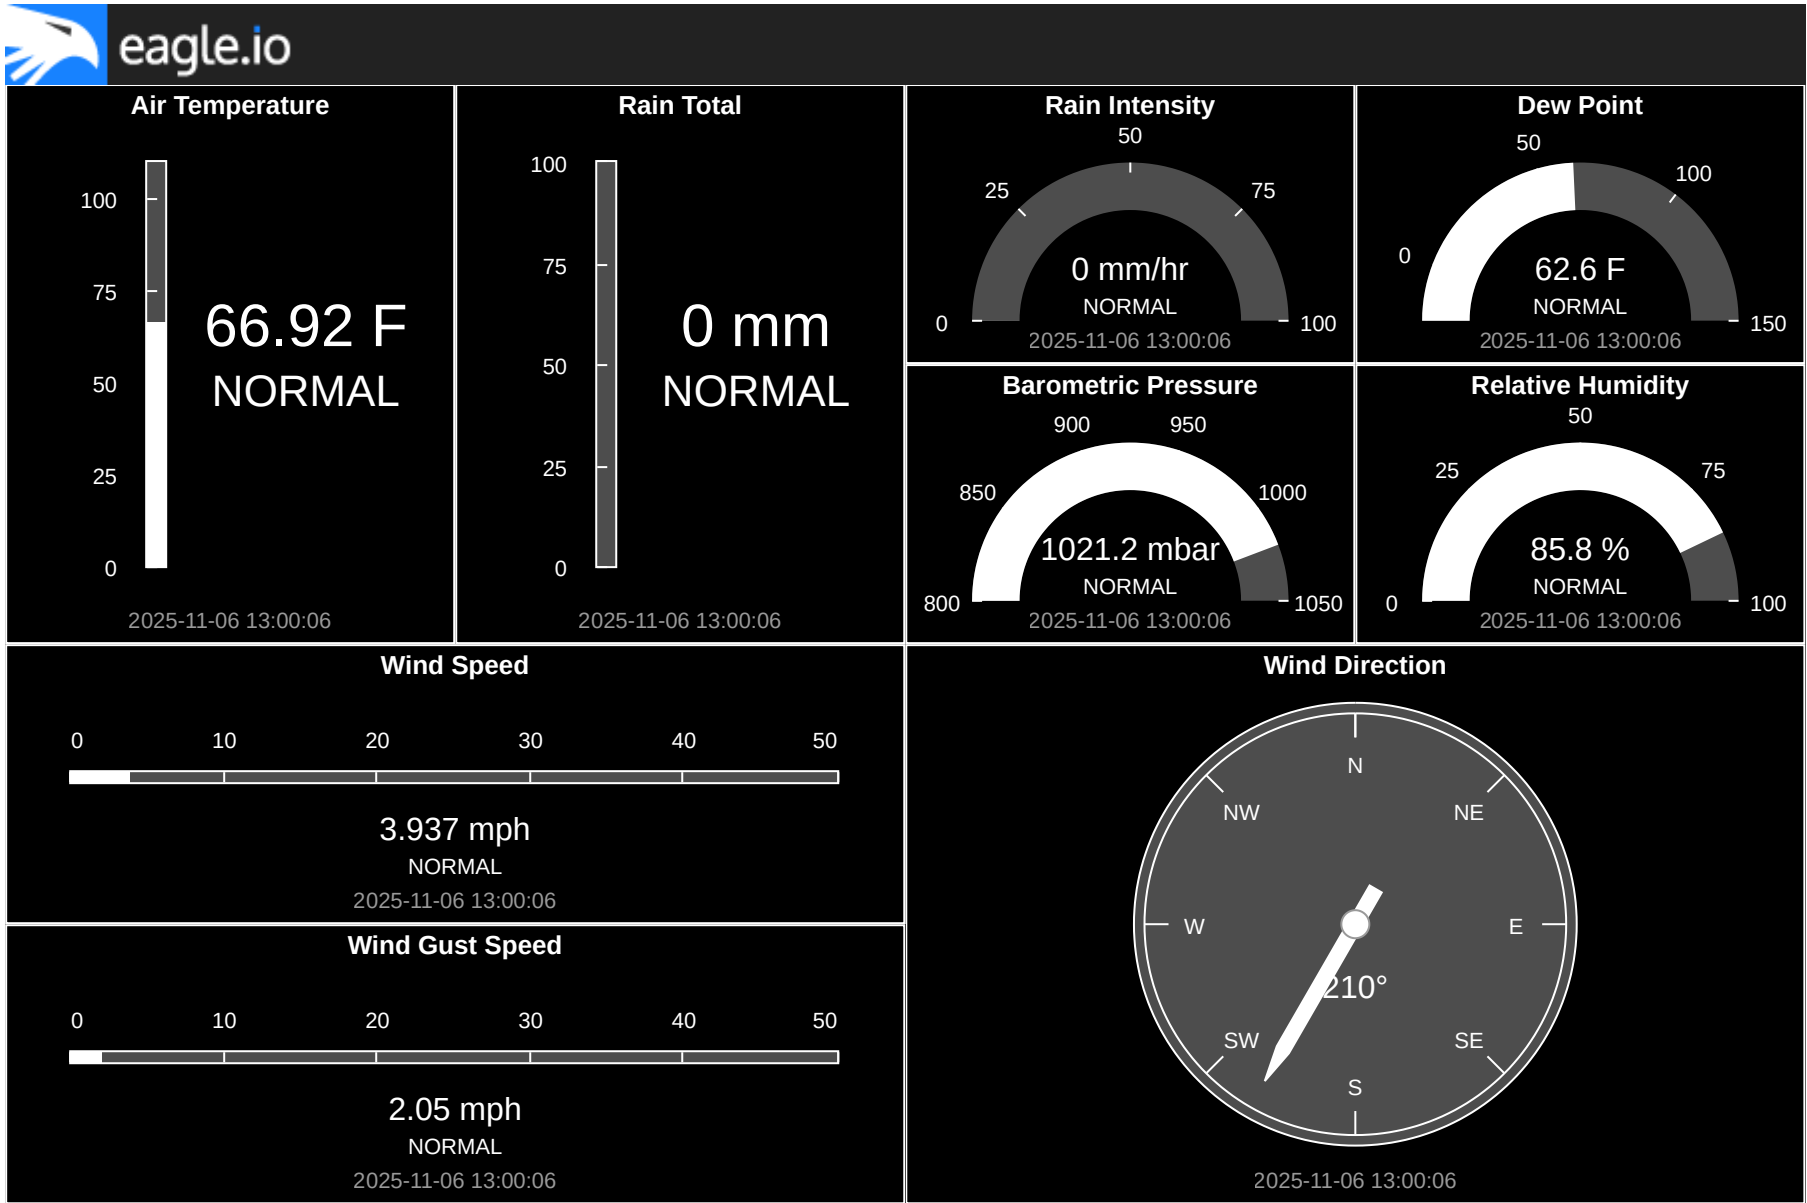 eagle.io
Air Temperature
100
75
50
25
0
66.92 F
NORMAL
2025-11-06 13:00:06
Rain Total
100
75
50
25
0
0 mm
NORMAL
2025-11-06 13:00:06
Rain Intensity
0
25
50
75
100
0 mm/hr
NORMAL
2025-11-06 13:00:06
Dew Point
0
50
100
150
62.6 F
NORMAL
2025-11-06 13:00:06
Barometric Pressure
800
850
900
950
1000
1050
1021.2 mbar
NORMAL
2025-11-06 13:00:06
Relative Humidity
0
25
50
75
100
85.8 %
NORMAL
2025-11-06 13:00:06
Wind Speed
0 10 20 30 40 50
3.937 mph
NORMAL
2025-11-06 13:00:06
Wind Gust Speed
0 10 20 30 40 50
2.05 mph
NORMAL
2025-11-06 13:00:06
Wind Direction
N
NW NE
W E
210°
SW SE
S
2025-11-06 13:00:06